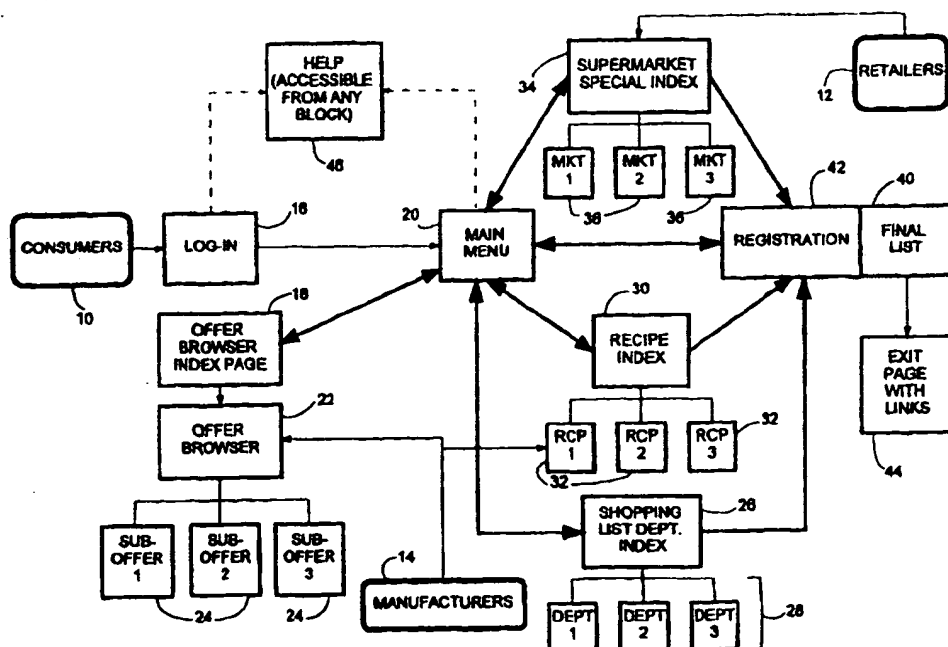 HELP
(ACCESSIBLE
FROM ANY
BLOCK)
46
34
SUPERMARKET
SPECIAL INDEX
RETAILERS
12
MKT
1
MKT
2
MKT
3
36
36
CONSUMERS
10
16
LOG-IN
20
MAIN
MENU
42
REGISTRATION
40
FINAL
LIST
18
OFFER
BROWSER
INDEX PAGE
30
RECIPE
INDEX
EXIT
PAGE
WITH
LINKS
44
22
OFFER
BROWSER
RCP
1
RCP
2
RCP
3
32
32
SUB-
OFFER
1
SUB-
OFFER
2
SUB-
OFFER
3
24
24
14
MANUFACTURERS
26
SHOPPING
LIST DEPT.
INDEX
DEPT
1
DEPT
2
DEPT
3
28